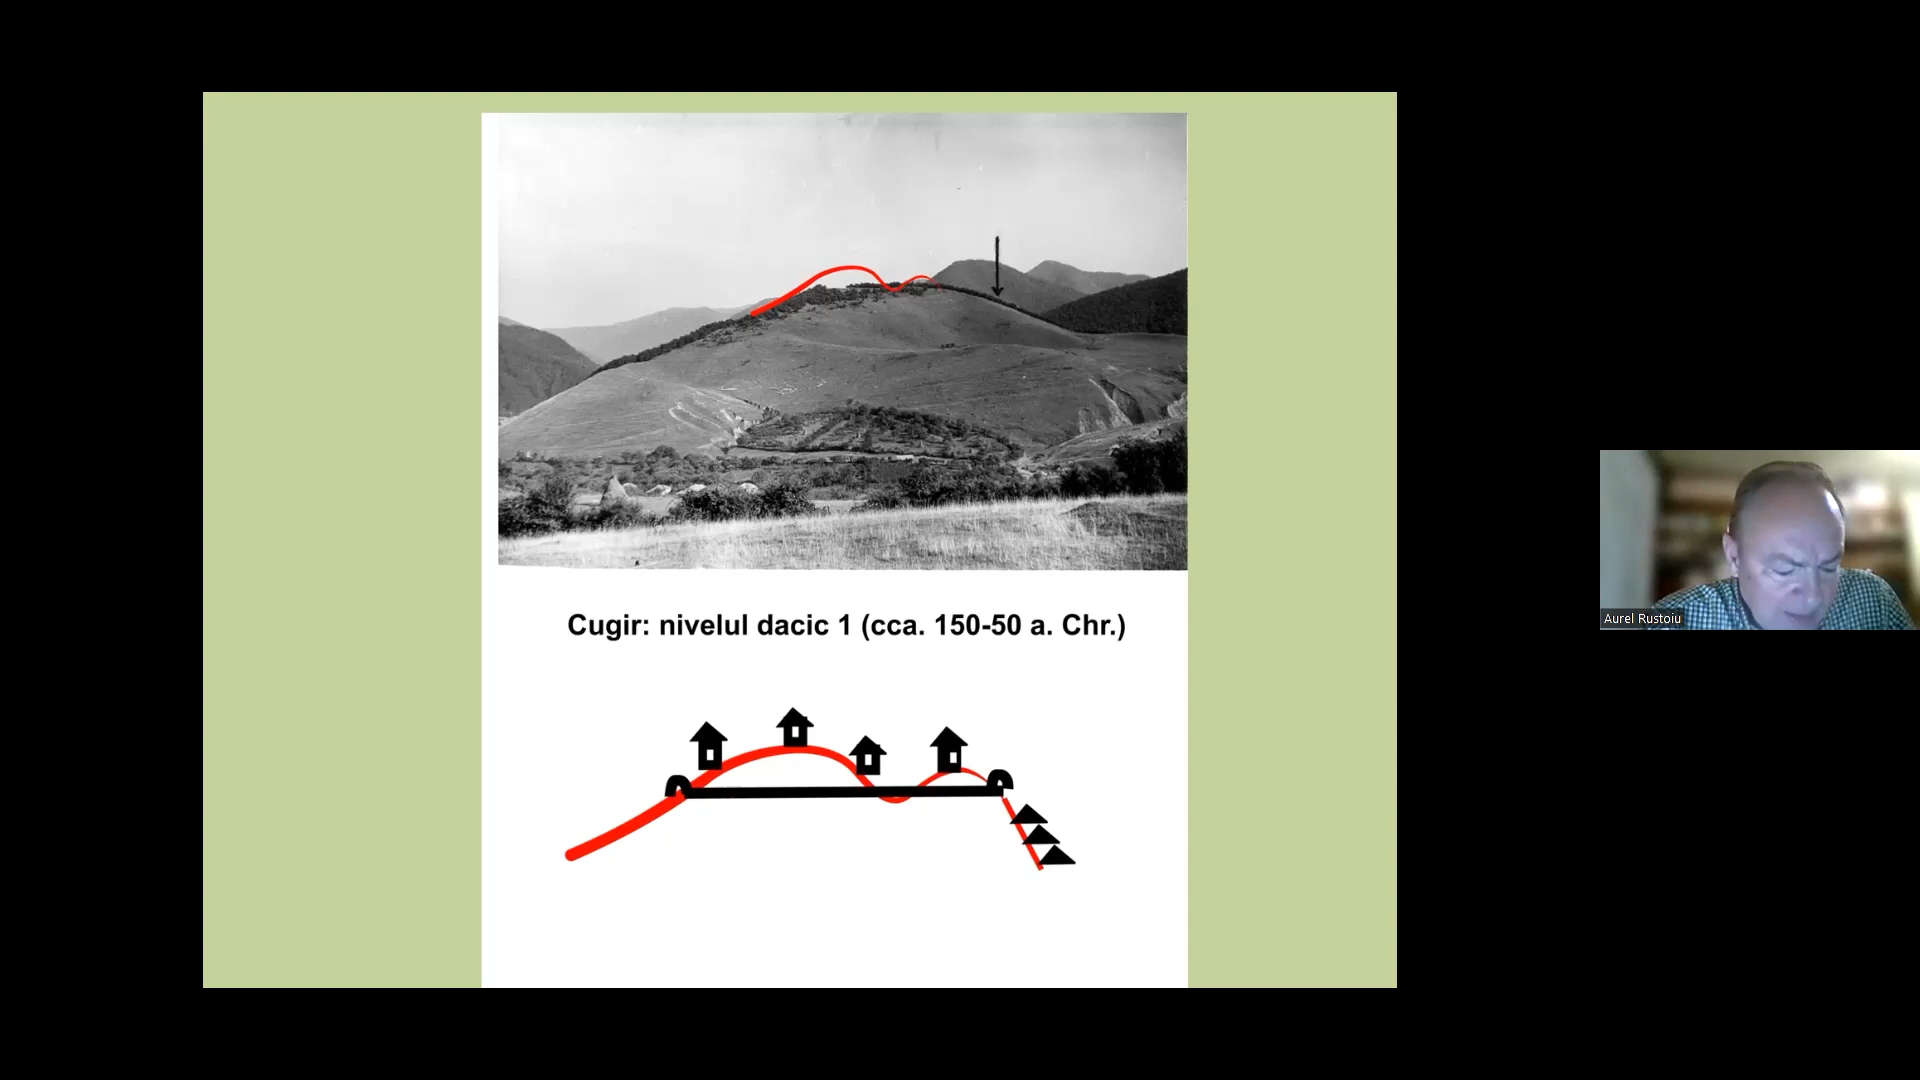 Cugir: nivelul dacic 1 (cca. 150-50 a. Chr.)
Aurel Rustoiu